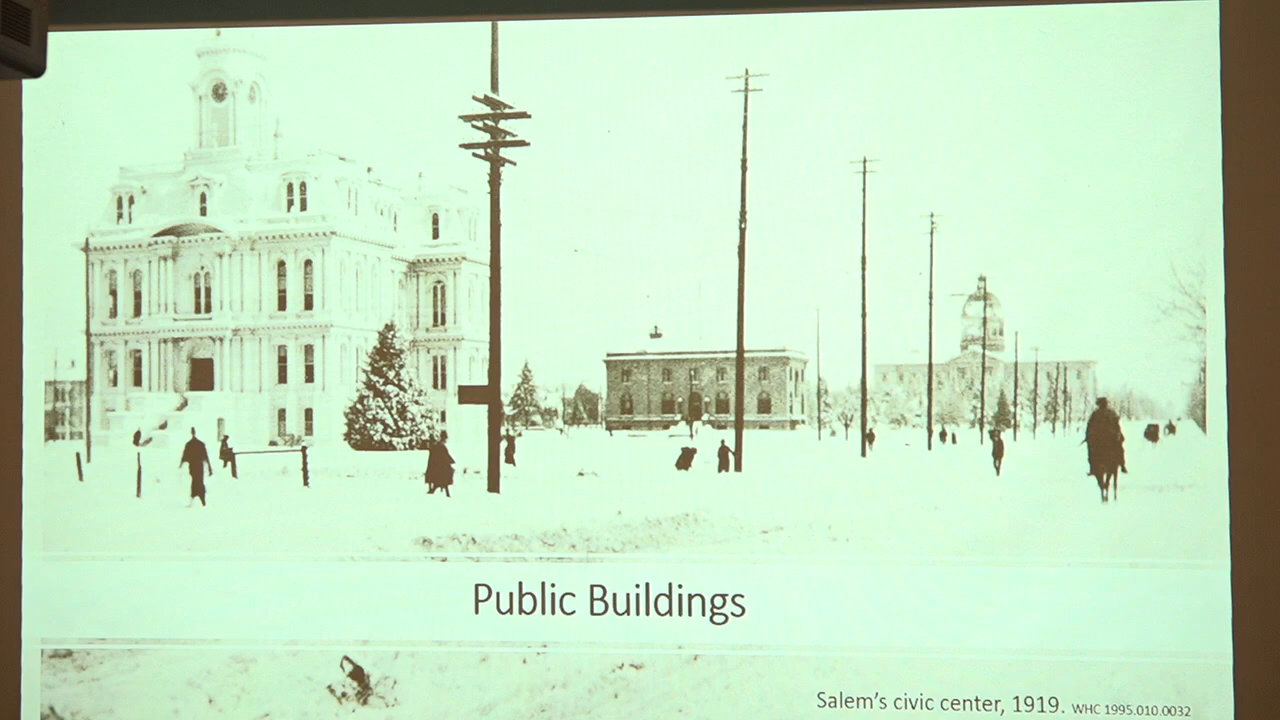 Public Buildings
Salem's civic center, 1919. WHC 1995.010.0032